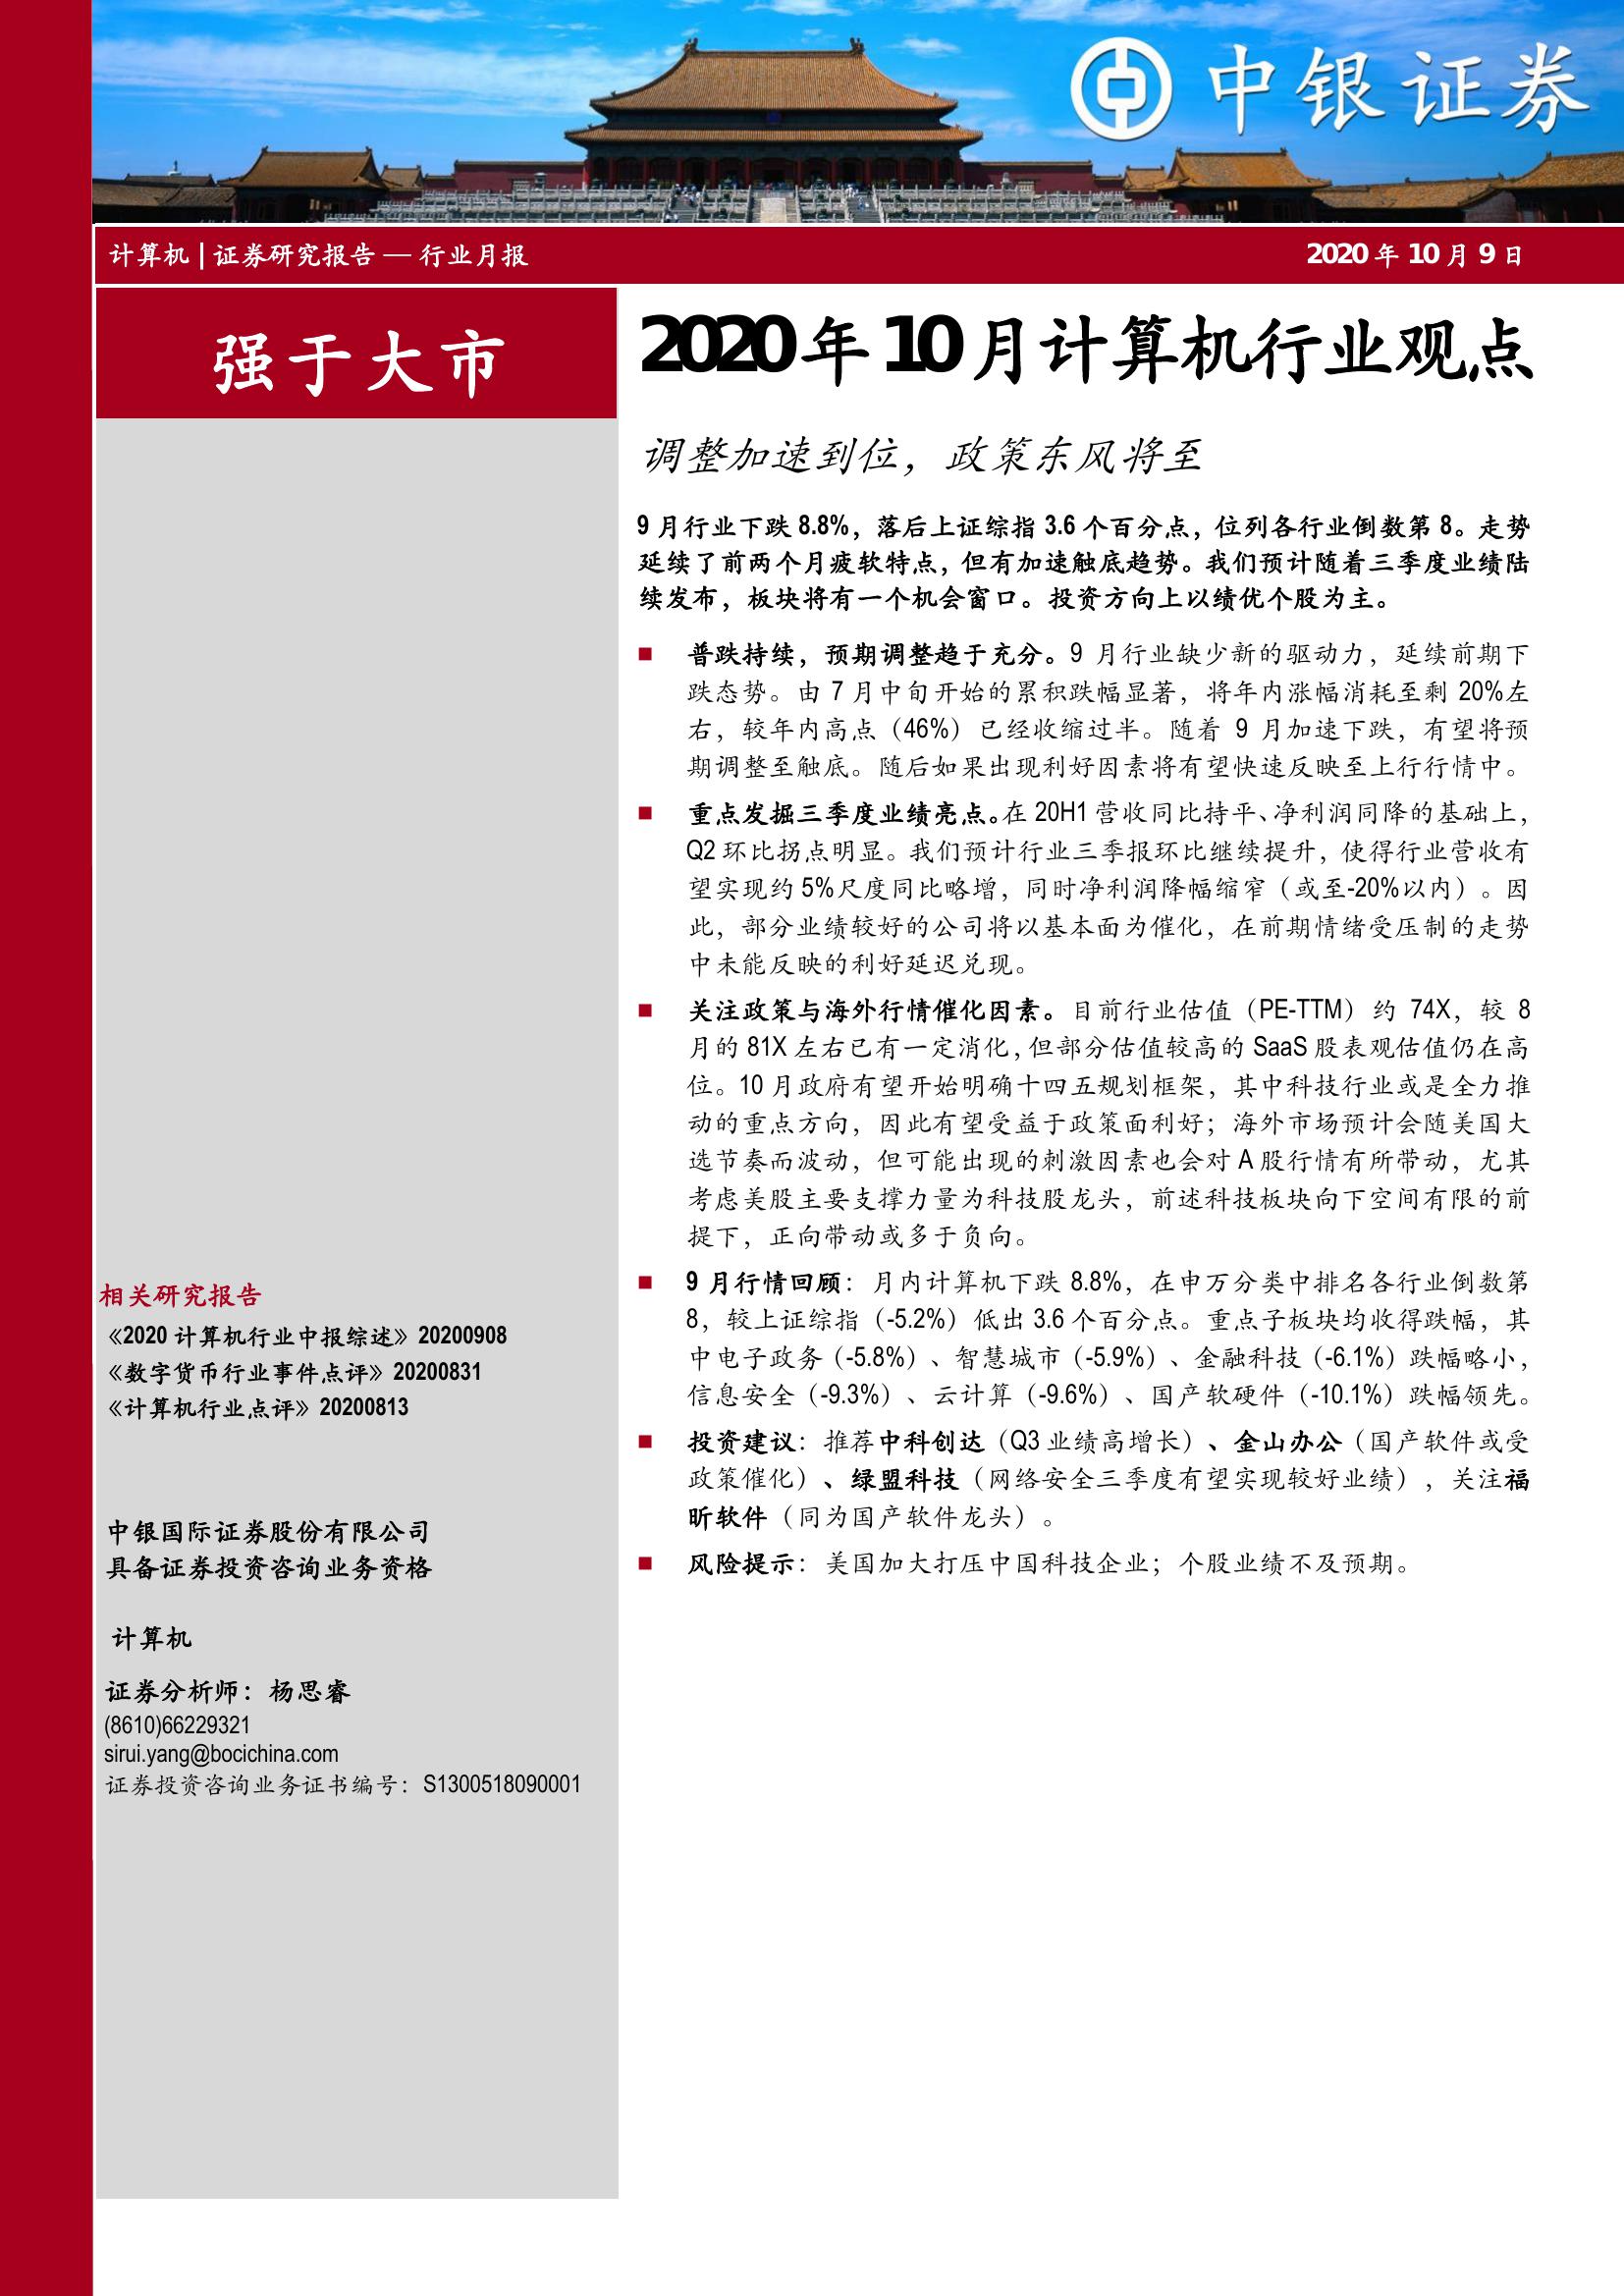 中银证券
计算机 | 证券研究报告 — 行业月报
2020 年 10 月 9 日
强于大市
2020 年 10 月计算机行业观点
调整加速到位，政策东风将至
9 月行业下跌 8.8%，落后上证综指 3.6 个百分点，位列各行业倒数第 8。走势
延续了前两个月疲软特点，但有加速触底趋势。我们预计随着三季度业绩陆
续发布，板块将有一个机会窗口。投资方向上以绩优个股为主。
■ 普跌持续，预期调整趋于充分。9 月行业缺少新的驱动力，延续前期下
跌态势。由 7 月中旬开始的累积跌幅显著，将年内涨幅消耗至剩 20%左
右，较年内高点（46%）已经收缩过半。随着 9 月加速下跌，有望将预
期调整至触底。随后如果出现利好因素将有望快速反映至上行行情中。
■ 重点发掘三季度业绩亮点。在 20H1 营收同比持平、净利润同降的基础上，
Q2 环比拐点明显。我们预计行业三季报环比继续提升，使得行业营收有
望实现约 5%尺度同比略增，同时净利润降幅缩窄（或至-20%以内）。因
此，部分业绩较好的公司将以基本面为催化，在前期情绪受压制的走势
中未能反映的利好延迟兑现。
■ 关注政策与海外行情催化因素。目前行业估值（PE-TTM）约 74X，较 8
月的 81X 左右已有一定消化，但部分估值较高的 SaaS 股表观估值仍在高
位。10 月政府有望开始明确十四五规划框架，其中科技行业或是全力推
动的重点方向，因此有望受益于政策面利好；海外市场预计会随美国大
选节奏而波动，但可能出现的刺激因素也会对 A 股行情有所带动，尤其
考虑美股主要支撑力量为科技股龙头，前述科技板块向下空间有限的前
提下，正向带动或多于负向。
■ 9 月行情回顾：月内计算机下跌 8.8%，在申万分类中排名各行业倒数第
8，较上证综指（-5.2%）低出 3.6 个百分点。重点子板块均收得跌幅，其
中电子政务（-5.8%）、智慧城市（-5.9%）、金融科技（-6.1%）跌幅略小，
信息安全（-9.3%）、云计算（-9.6%）、国产软硬件（-10.1%）跌幅领先。
■ 投资建议：推荐中科创达（Q3 业绩高增长）、金山办公（国产软件或受
政策催化）、绿盟科技（网络安全三季度有望实现较好业绩），关注福
昕软件（同为国产软件龙头）。
■ 风险提示：美国加大打压中国科技企业；个股业绩不及预期。
相关研究报告
《2020 计算机行业中报综述》20200908
《数字货币行业事件点评》20200831
《计算机行业点评》20200813
中银国际证券股份有限公司
具备证券投资咨询业务资格
计算机
证券分析师：杨思睿
(8610)66229321
sirui.yang@bocichina.com
证券投资咨询业务证书编号：S1300518090001